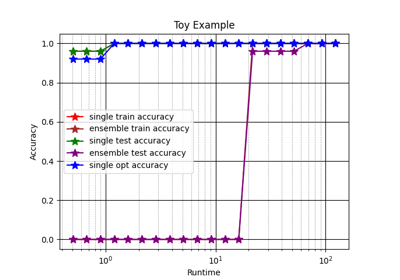 Toy Example
1.0
0.8
0.6
0.4
0.2
0.0
Accuracy
single train accuracy
ensemble train accuracy
single test accuracy
ensemble test accuracy
single opt accuracy
10⁰
10¹
10²
Runtime